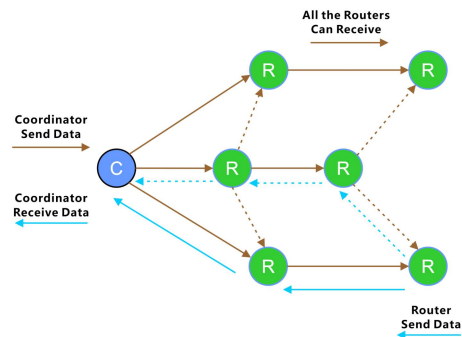 All the Routers
Can Receive
R
R
Coordinator
Send Data
C
R
R
Coordinator
Receive Data
R
R
Router
Send Data